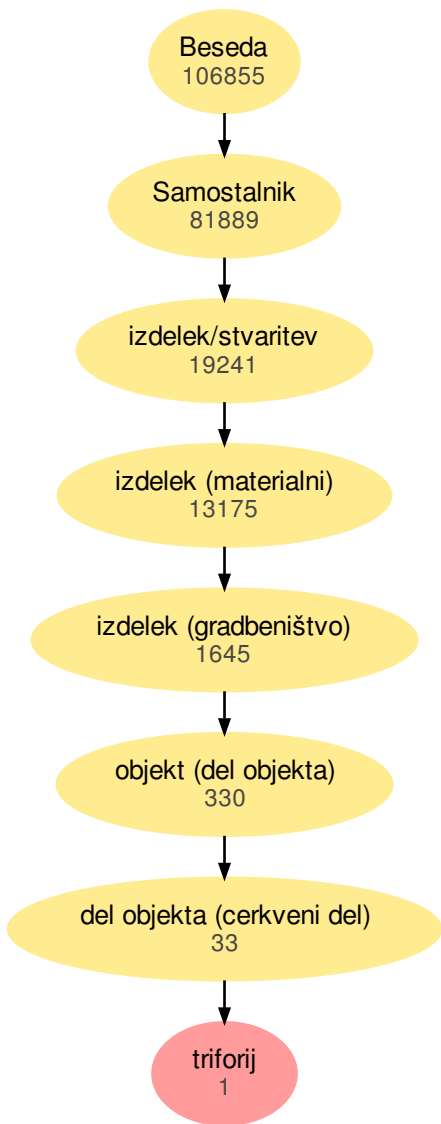 Beseda
106855
Samostalnik
81889
izdelek/stvaritev
19241
izdelek (materialni)
13175
izdelek (gradbeništvo)
1645
objekt (del objekta)
330
del objekta (cerkveni del)
33
triforij
1